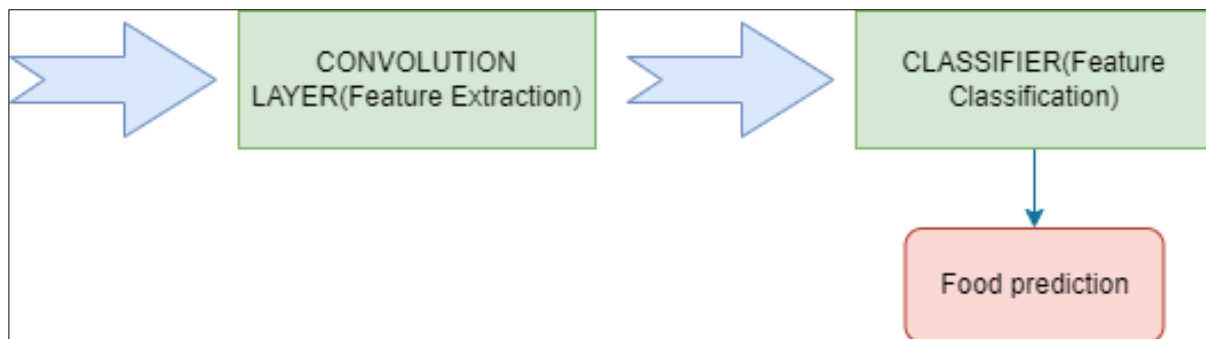 CONVOLUTION
LAYER(Feature Extraction)
CLASSIFIER(Feature
Classification)
Food prediction